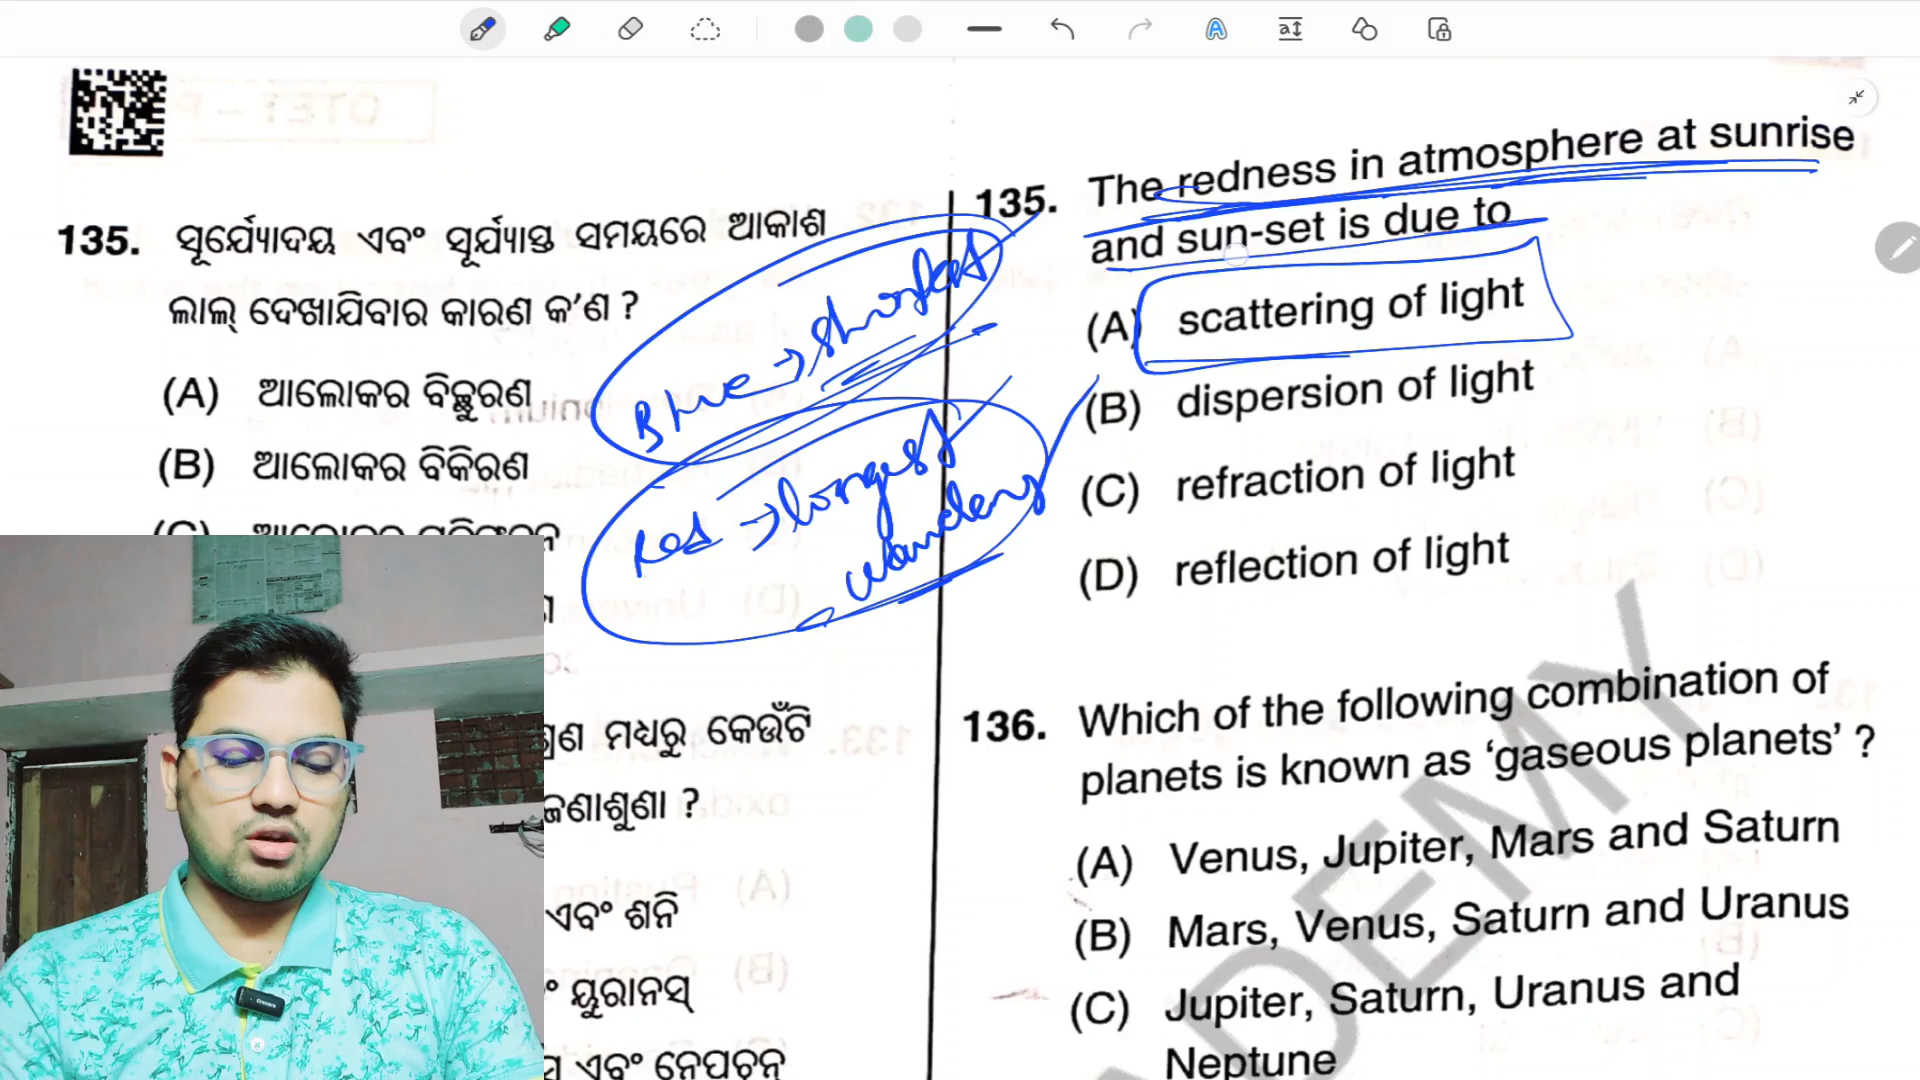 135. ସୂର୍ଯ୍ୟୋଦୟ ଏବଂ ସୂର୍ଯ୍ୟାସ୍ତ ସମୟରେ ଆକାଶ
ଲାଲ୍ ଦେଖାଯିବାର କାରଣ କ'ଣ ?
(A) ଆଲୋକର ବିଚ୍ଛୁରଣ
(B) ଆଲୋକର ବିକିରଣ
ମଧ୍ୟରୁ କେଉଁଟି
ଜଣାଶୁଣା ?
ଏବଂ ଶନି
ୟୁରାନସ୍
ଏବଂ ନେପଚୁନ୍
Blue → shortest
Red → longest
135. The redness in atmosphere at sunrise
and sun-set is due to
(A) scattering of light
(B) dispersion of light
(C) refraction of light
(D) reflection of light
136. Which of the following combination of
planets is known as 'gaseous planets' ?
(A) Venus, Jupiter, Mars and Saturn
(B) Mars, Venus, Saturn and Uranus
(C) Jupiter, Saturn, Uranus and
Neptune